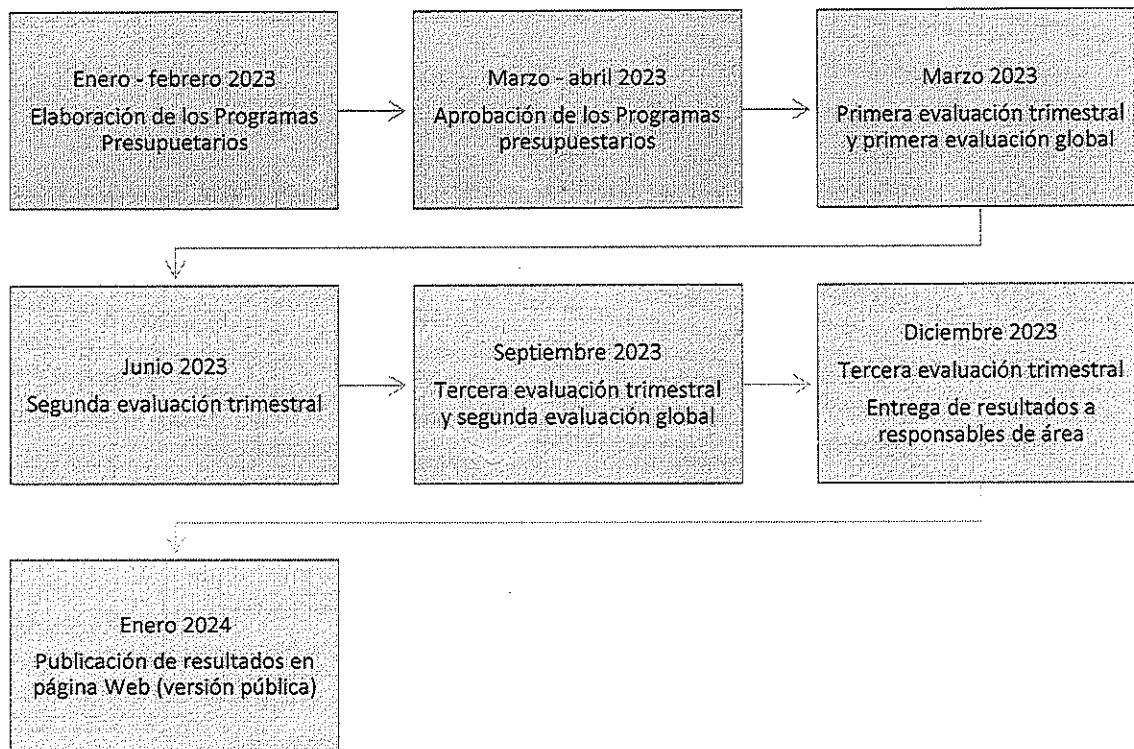 Enero - febrero 2023
Elaboración de los Programas
Presupuetarios
Marzo - abril 2023
Aprobación de los Programas
presupuestarios
Marzo 2023
Primera evaluación trimestral
y primera evaluación global
Junio 2023
Segunda evaluación trimestral
Septiembre 2023
Tercera evaluación trimestral
y segunda evaluación global
Diciembre 2023
Tercera evaluación trimestral
Entrega de resultados a
responsables de área
Enero 2024
Publicación de resultados en
página Web (versión pública)